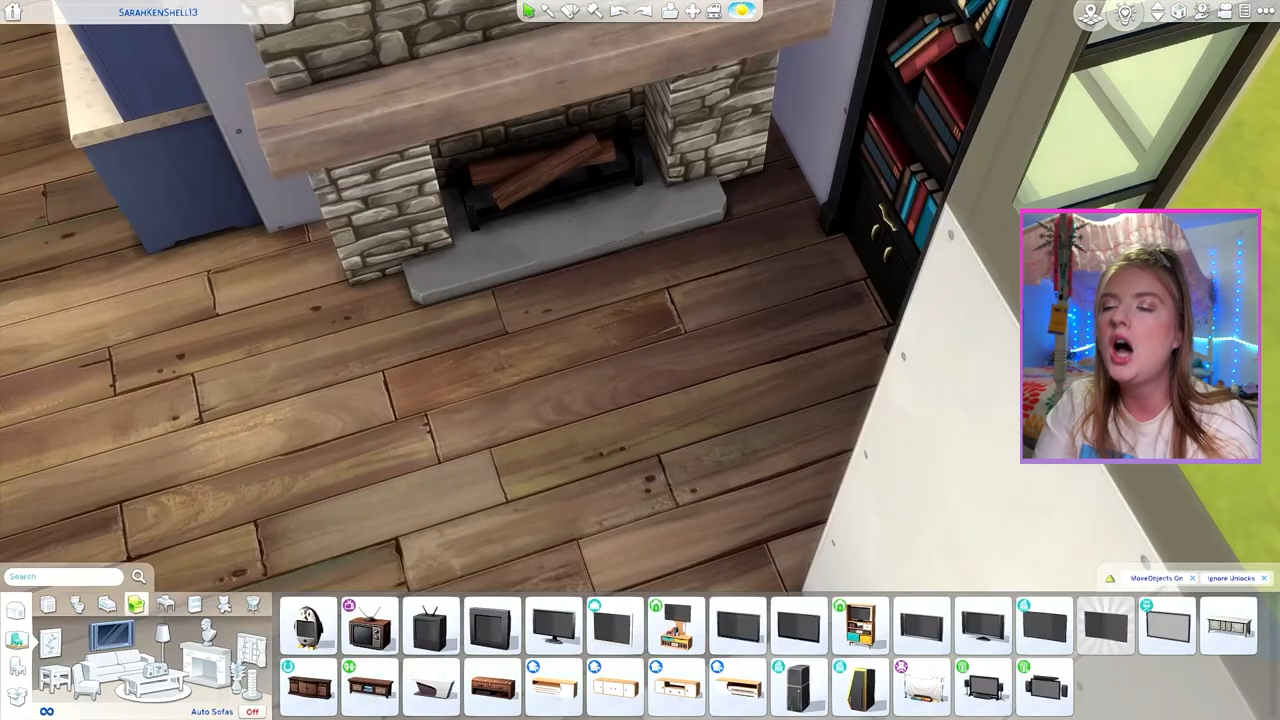 SARAHKENSHELL13
Search
MoveObjects On
Ignore Unlocks
Auto Sofas
Off